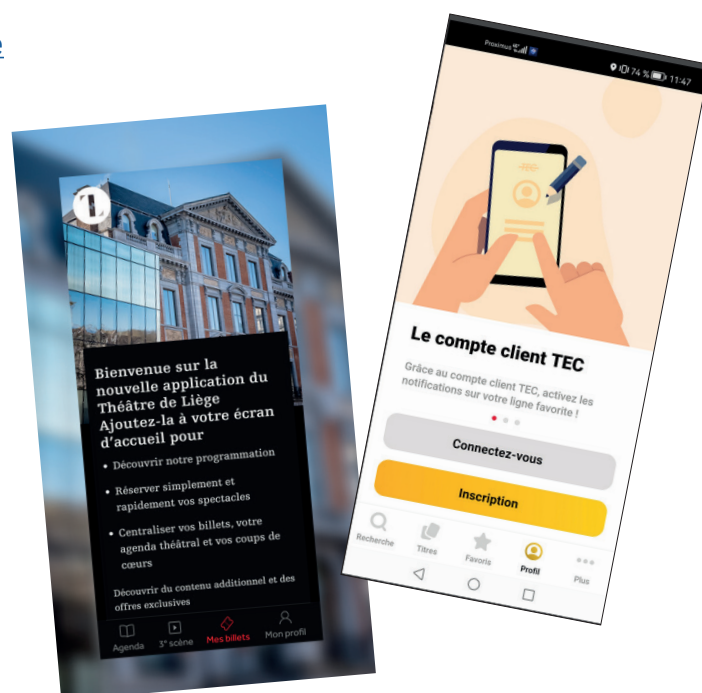 e
TL
Bienvenue sur la
nouvelle application du
Théâtre de Liège
Ajoutez-la à votre écran
d'accueil pour
• Découvrir notre programmation
• Réserver simplement et
rapidement vos spectacles
• Centraliser vos billets, votre
agenda théâtral et vos coups de
cœurs
Découvrir du contenu additionnel et des
offres exclusives
Agenda
3ᵉ scène
Mes billets
Mon profil
Proximus
74 % 11:47
TEC
Le compte client TEC
Grâce au compte client TEC, activez les
notifications sur votre ligne favorite !
Connectez-vous
Inscription
Recherche
Titres
Favoris
Profil
Plus